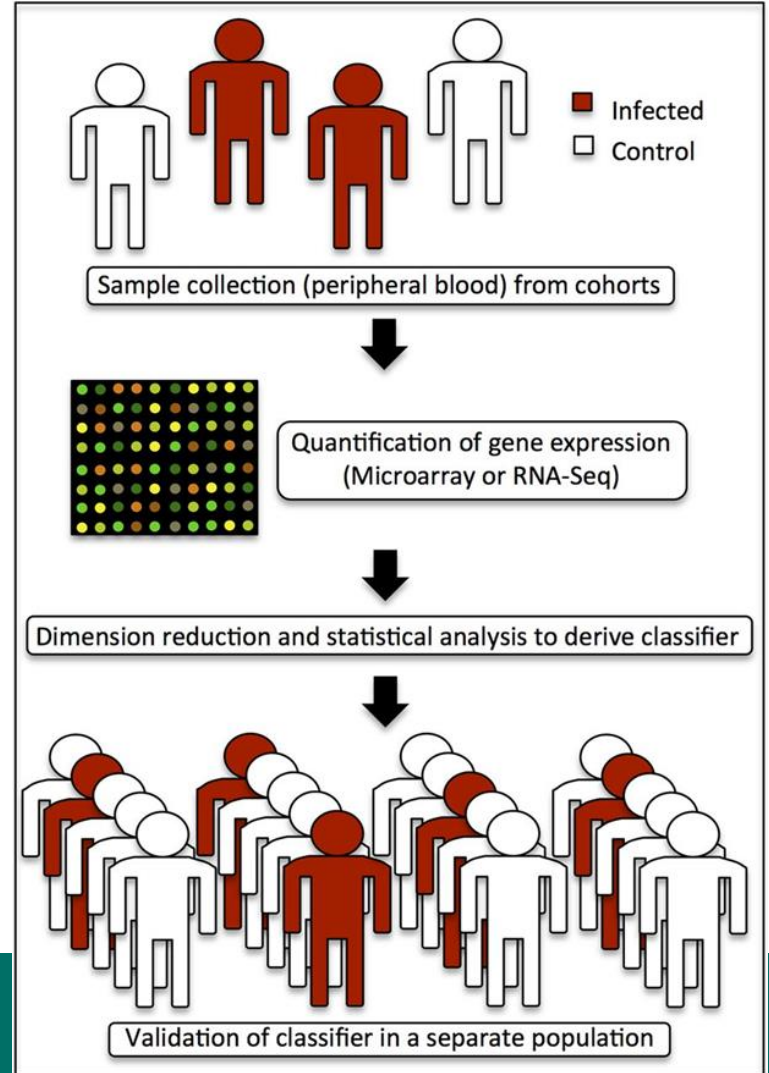 Infected
Control
Sample collection (peripheral blood) from cohorts
Quantification of gene expression
(Microarray or RNA-Seq)
Dimension reduction and statistical analysis to derive classifier
Validation of classifier in a separate population